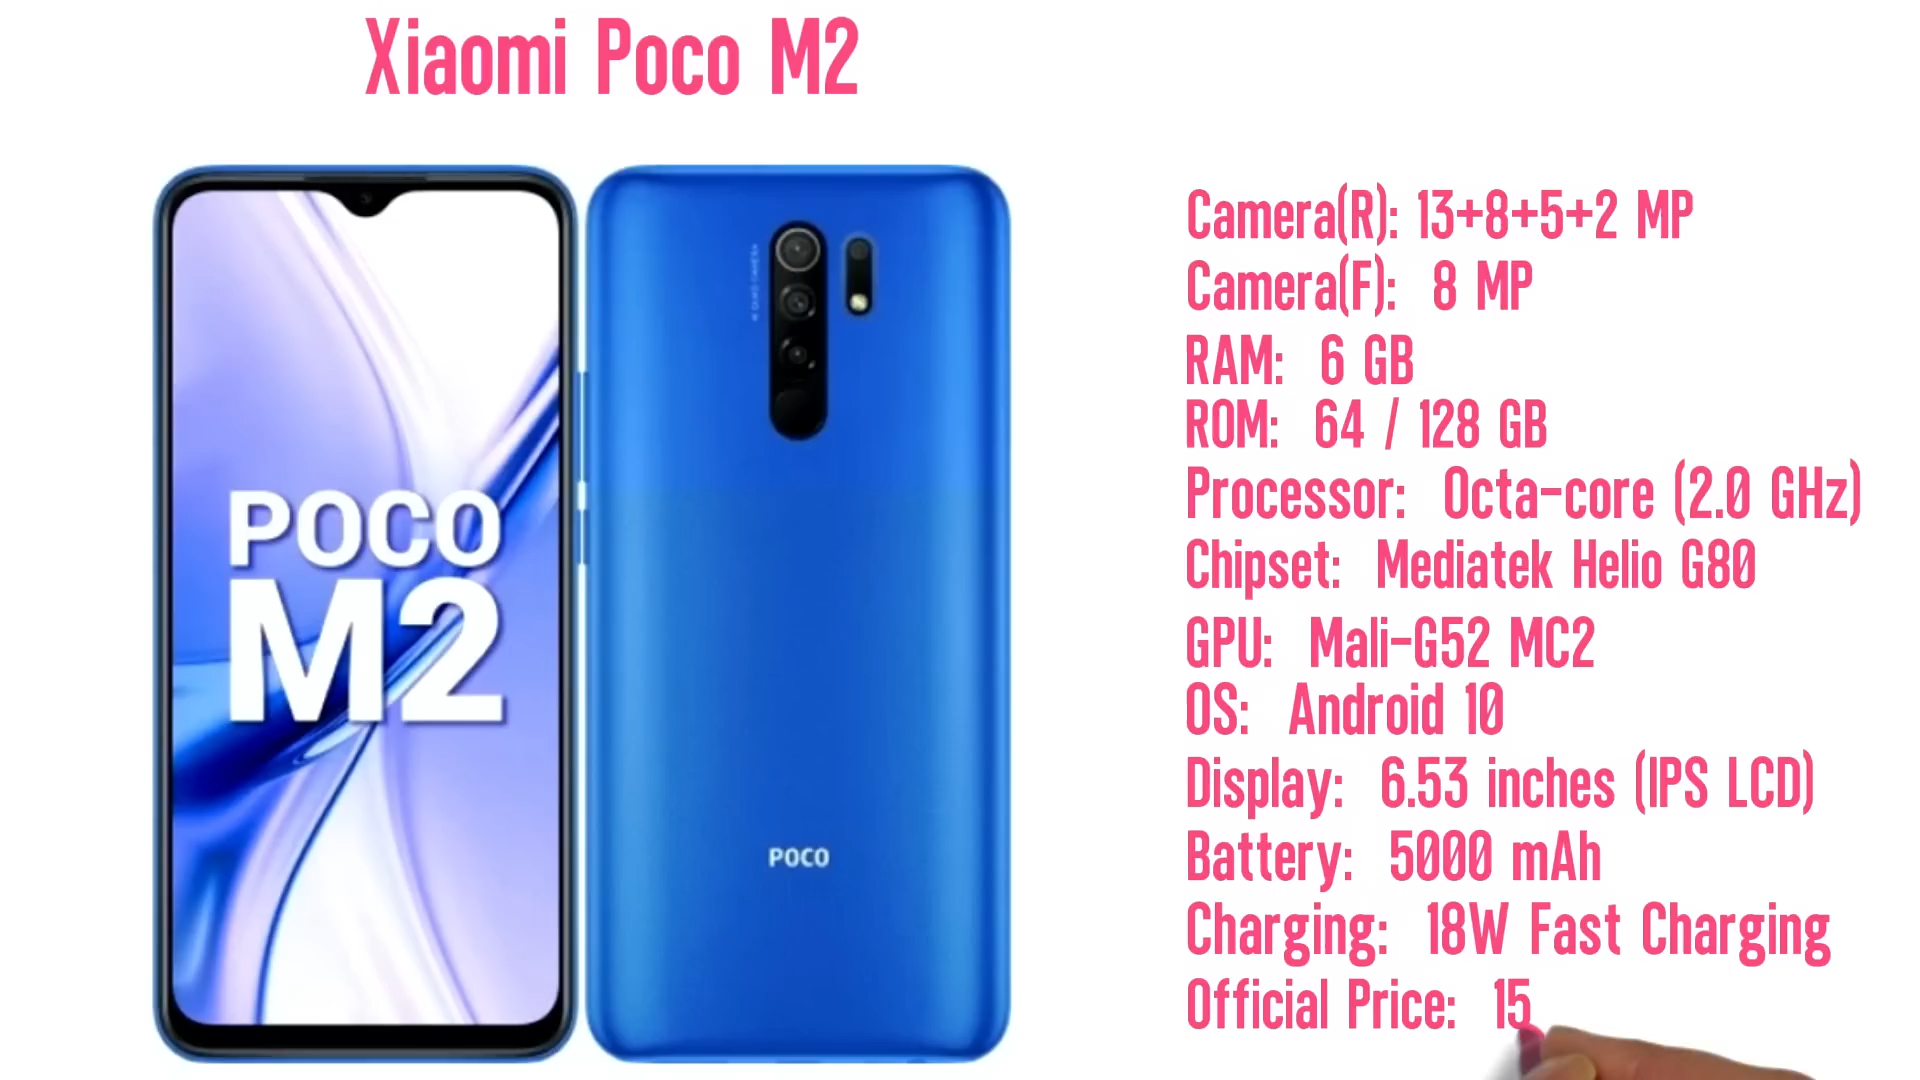 Xiaomi Poco M2
POCO
M2
POCO
Camera(R): 13+8+5+2 MP
Camera(F): 8 MP
RAM: 6 GB
ROM: 64 / 128 GB
Processor: Octa-core (2.0 GHz)
Chipset: Mediatek Helio G80
GPU: Mali-G52 MC2
OS: Android 10
Display: 6.53 inches (IPS LCD)
Battery: 5000 mAh
Charging: 18W Fast Charging
Official Price: 15